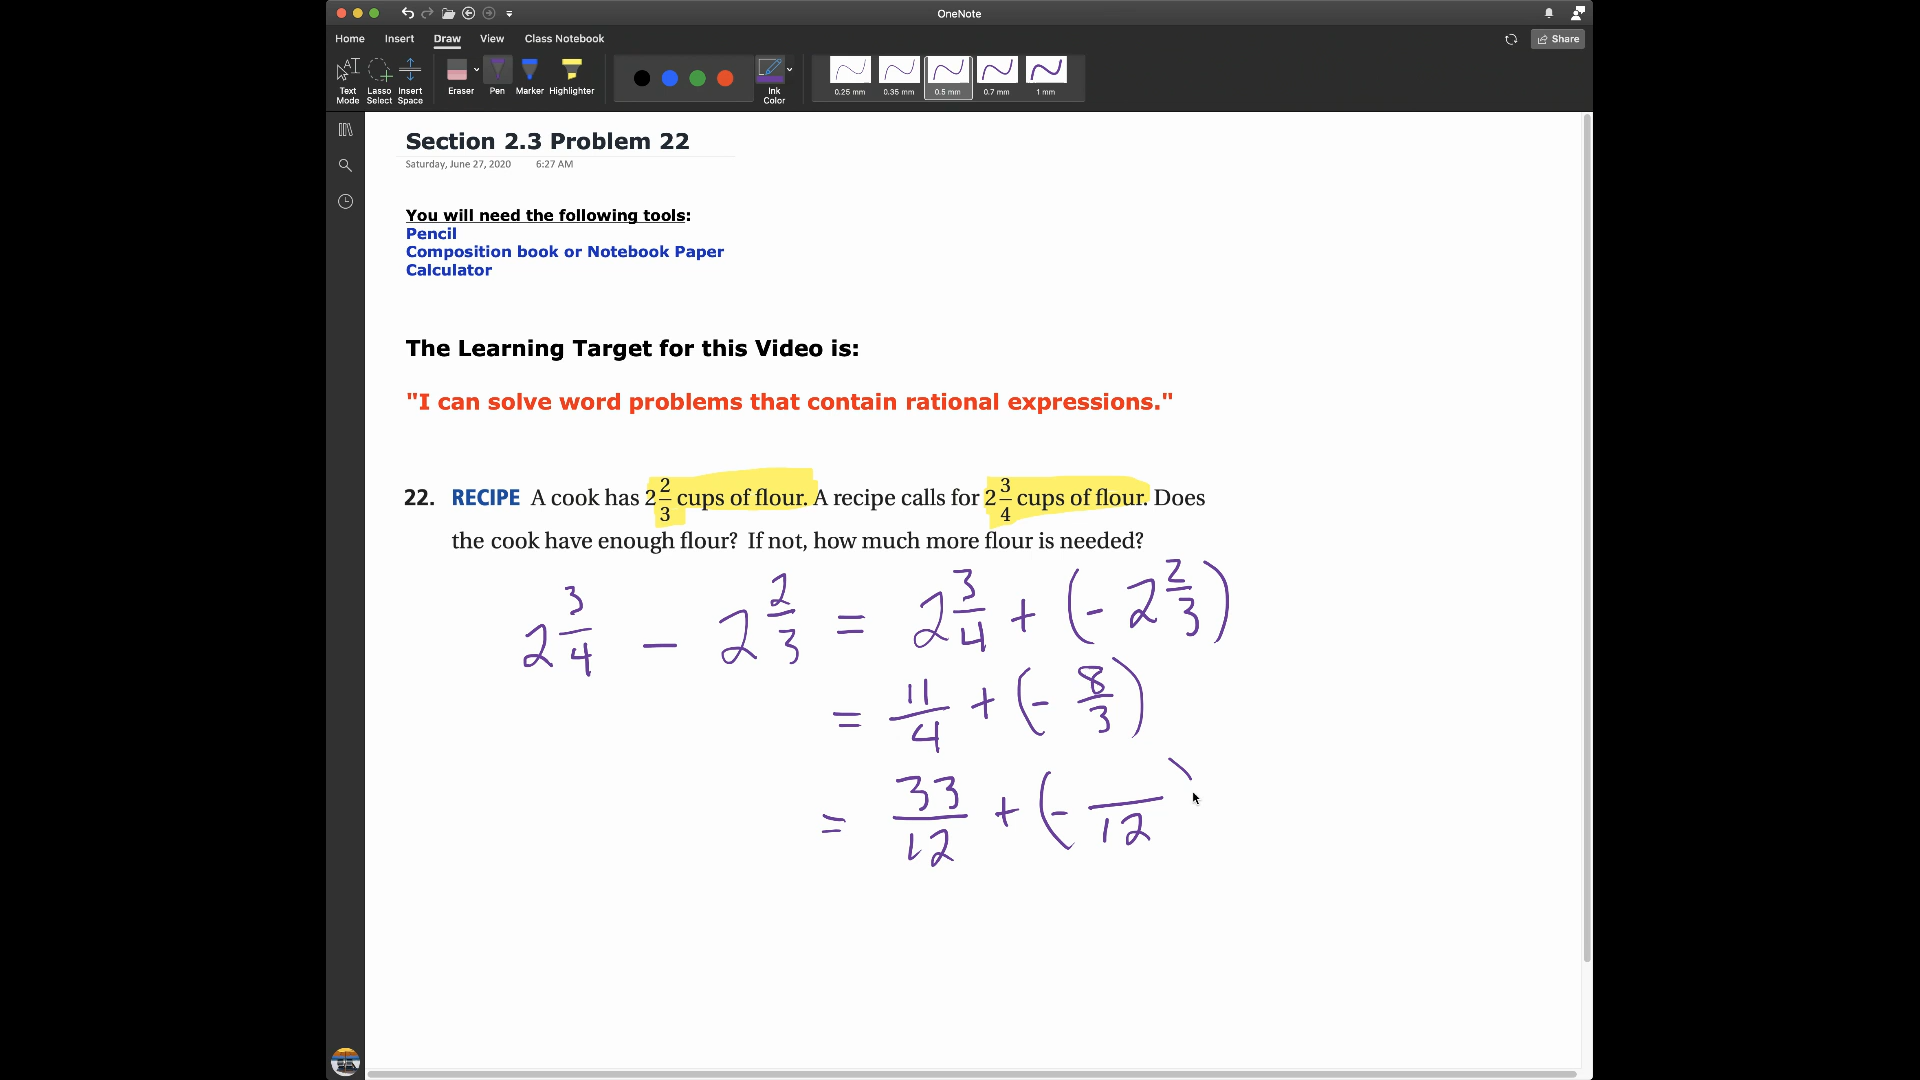 OneNote
Home Insert Draw View Class Notebook Share
Text Mode Lasso Select Insert Space Eraser Pen Marker Highlighter Ink Color 0.25 mm 0.35 mm 0.5 mm 0.7 mm 1 mm
Section 2.3 Problem 22
Saturday, June 27, 2020 6:27 AM
You will need the following tools:
Pencil
Composition book or Notebook Paper
Calculator
The Learning Target for this Video is:
"I can solve word problems that contain rational expressions."
22. RECIPE A cook has 2 2/3 cups of flour. A recipe calls for 2 3/4 cups of flour. Does
the cook have enough flour? If not, how much more flour is needed?
2 3/4 - 2 2/3 = 2 3/4 + (- 2 2/3)
= 11/4 + (- 8/3)
= 33/12 + (- /12 )